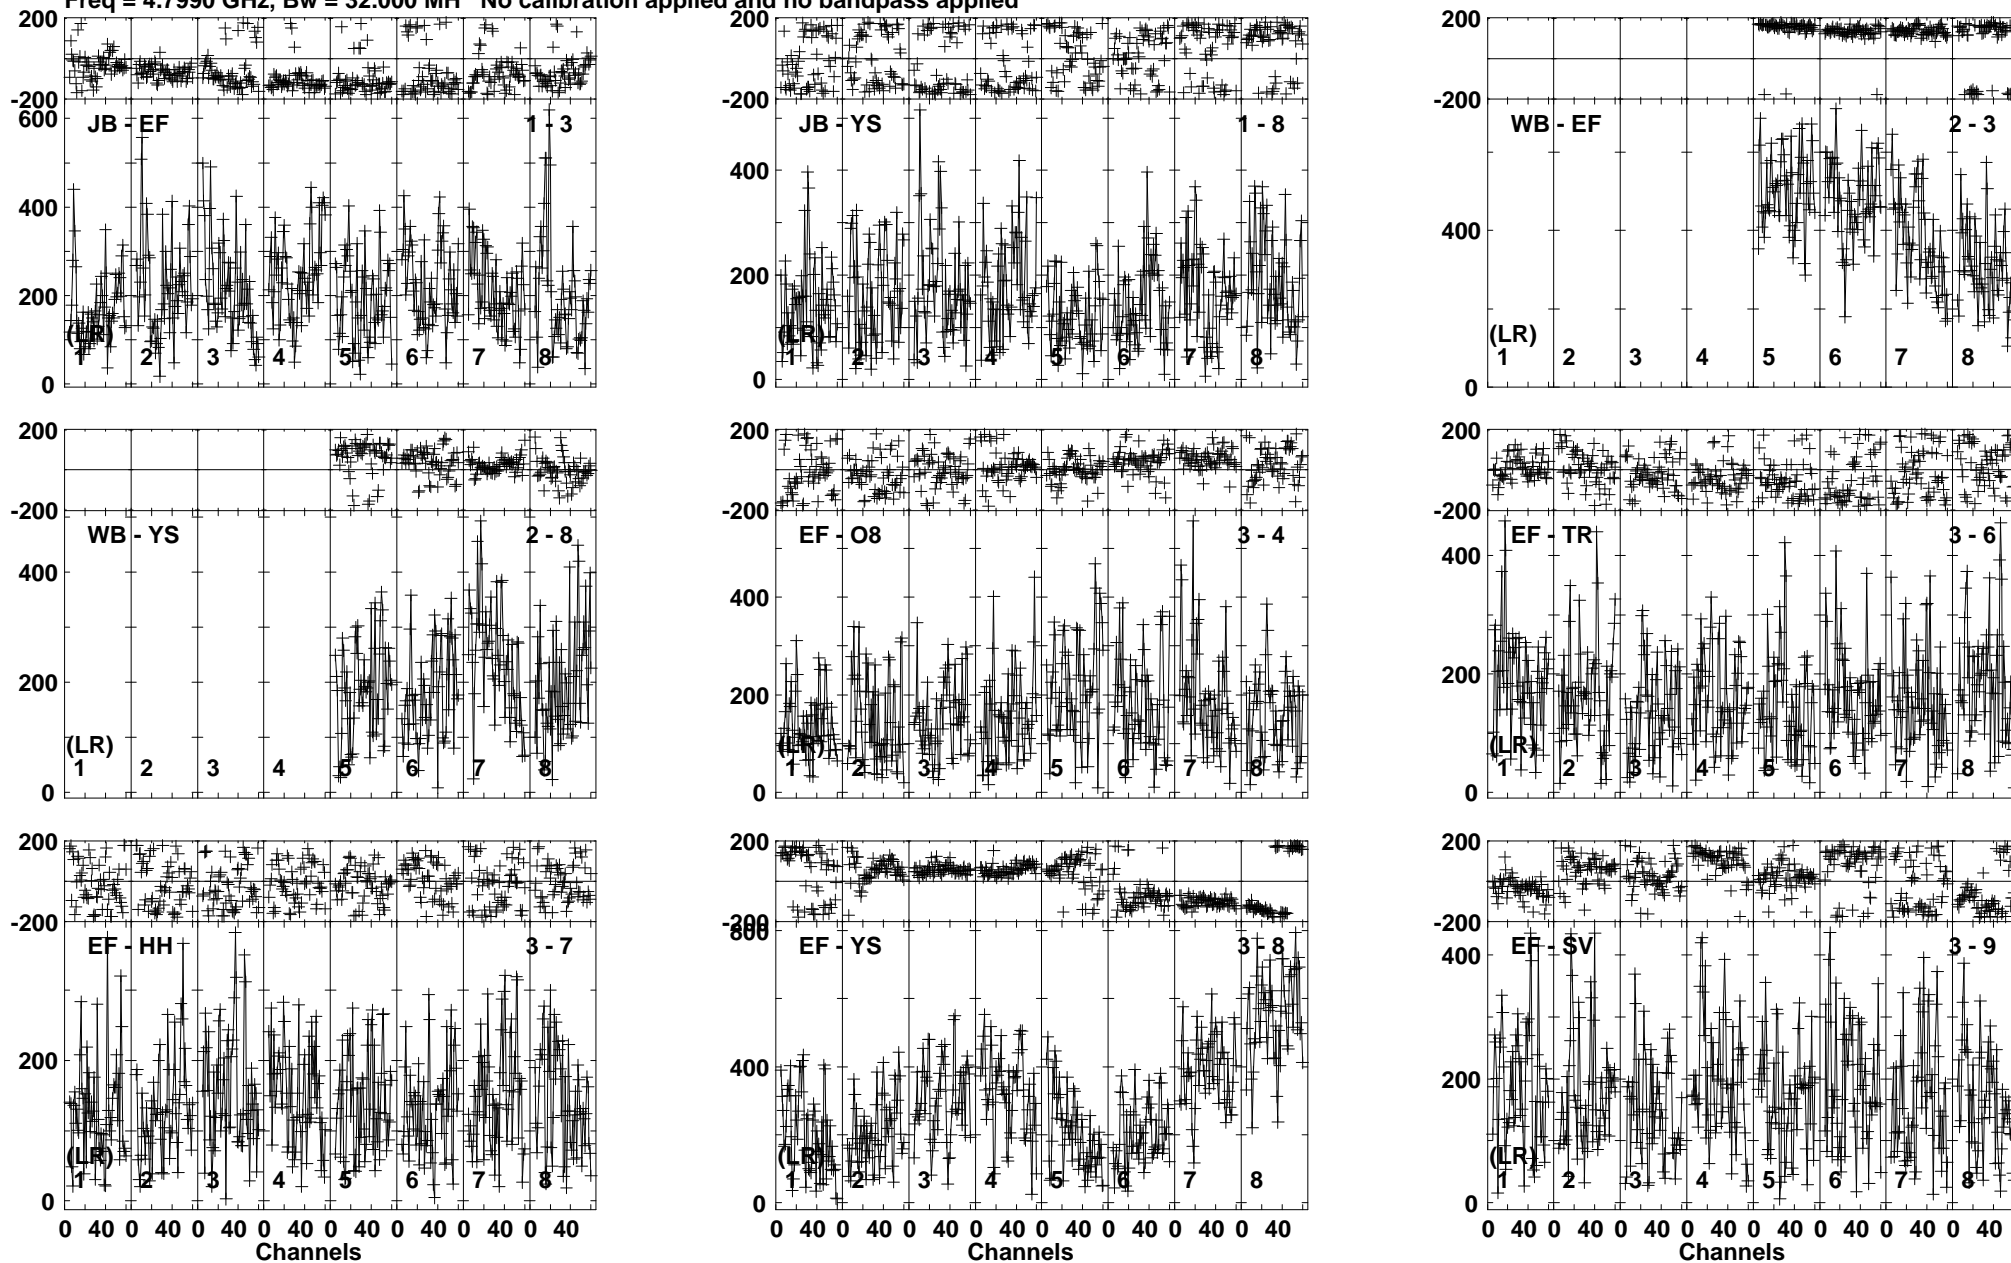 Freq = 4.7990 GHz, Bw = 32.000 MH No calibration applied and no bandpass applied
200 200 200
-200 -200 -200
600
JB - EF 1 - 3 JB - YS 1 - 8 WB - EF 2 - 3
400 400 400
200 200
(LR) (LR) (LR)
1 2 3 4 5 6 7 8 1 2 3 4 5 6 7 8 1 2 3 4 5 6 7 8
0 0 0
200 200 200
-200 -200 -200
WB - YS 2 - 8 EF - O8 3 - 4 EF - TR 3 - 6
400 400 400
200 200 200
(LR) (LR) (LR)
1 2 3 4 5 6 7 8 1 2 3 4 5 6 7 8 1 2 3 4 5 6 7 8
0 0 0
200 200 200
-200 -200 -200
800
EF - HH 3 - 7 EF - YS 3 - 8 EF - SV 3 - 9
400 400
200 200
(LR) (LR) (LR)
1 2 3 4 5 6 7 8 1 2 3 4 5 6 7 8 1 2 3 4 5 6 7 8
0 0 0
0 40 0 40 0 40 0 40 0 40 0 40 0 40 0 40 0 40 0 40 0 40 0 40 0 40 0 40 0 40 0 40 0 40 0 40 0 40 0 40 0 40 0 40 0 40 0 40
Channels Channels Channels